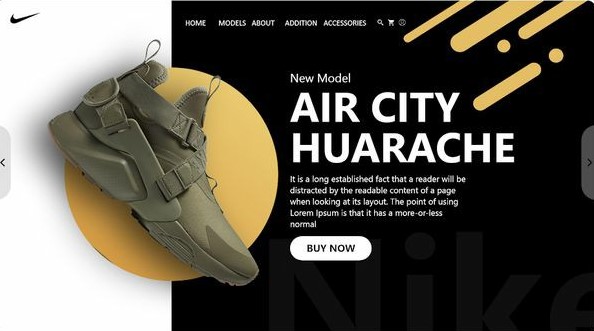 HOME MODELS ABOUT ADDITION ACCESSORIES
New Model
AIR CITY
HUARACHE
It is a long established fact that a reader will be
distracted by the readable content of a page
when looking at its layout. The point of using
Lorem Ipsum is that it has a more-or-less
normal
BUY NOW
Nike